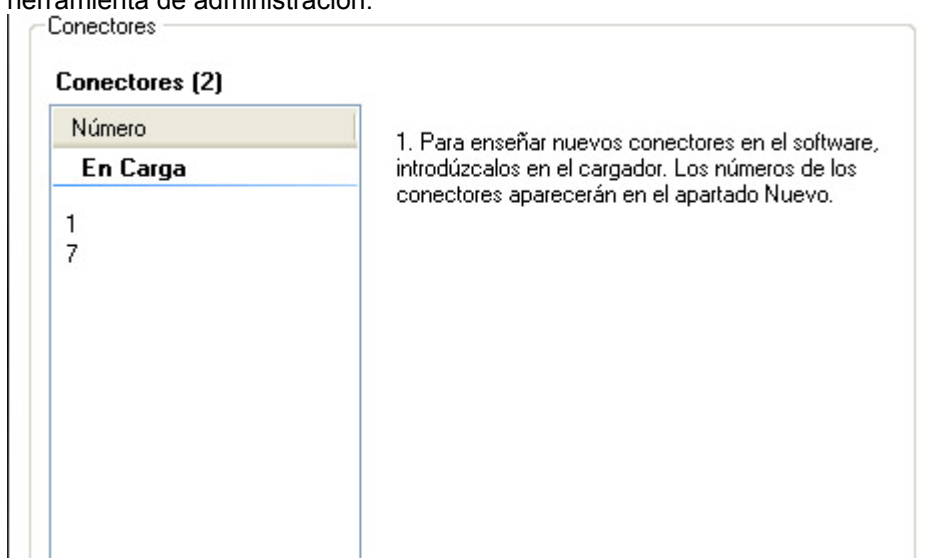 herramienta de administración.
Conectores
Conectores (2)
Número
En Carga
1
7
1. Para enseñar nuevos conectores en el software,
introdúzcalos en el cargador. Los números de los
conectores aparecerán en el apartado Nuevo.